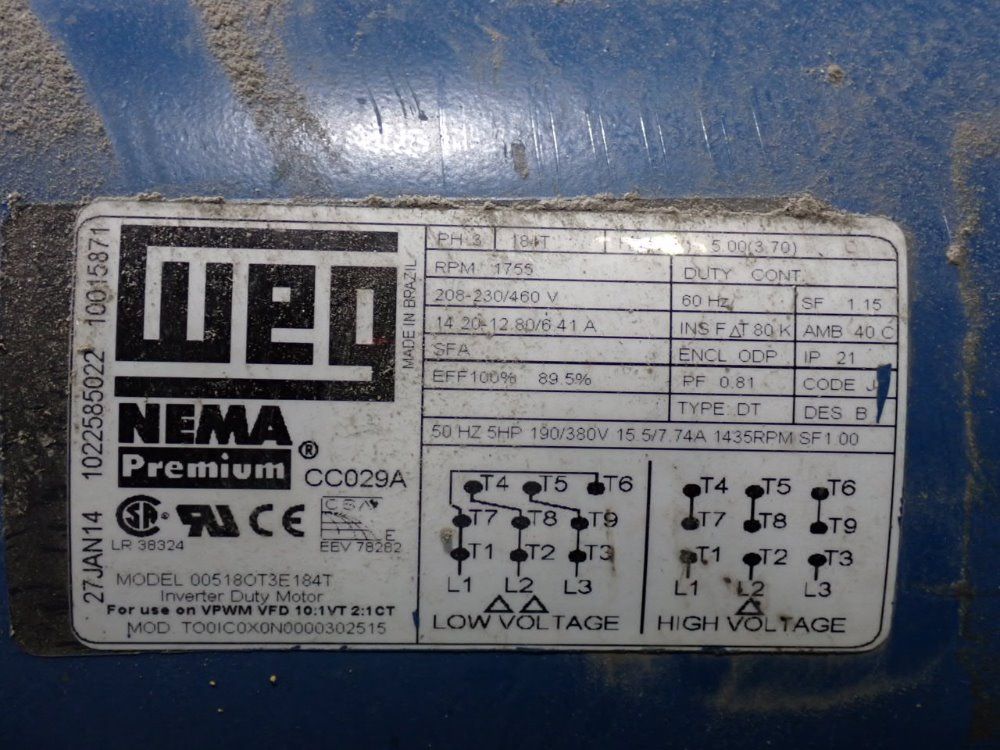 27JAN14 1022585022 10015871
WEG
MADE IN BRAZIL
NEMA
Premium®
CC029A
LR 38324
CSA
E
EEV 78282
MODEL 00518OT3E184T
Inverter Duty Motor
For use on VPWM VFD 10:1VT 2:1CT
MOD TO0IC0X0N0000302515
PH 3 184T 5.00(3.70)
RPM 1755 DUTY CONT.
208-230/460 V 60 Hz SF 1.15
14.20-12.80/6.41 A INS F ΔT 80 K AMB 40 C
SFA ENCL ODP IP 21
EFF100% 89.5% PF 0.81 CODE J
TYPE: DT DES B
50 HZ 5HP 190/380V 15.5/7.74A 1435RPM SF1.00
T4 T5 T6
T7 T8 T9
T1 T2 T3
L1 L2 L3
LOW VOLTAGE
T4 T5 T6
T7 T8 T9
T1 T2 T3
L1 L2 L3
HIGH VOLTAGE